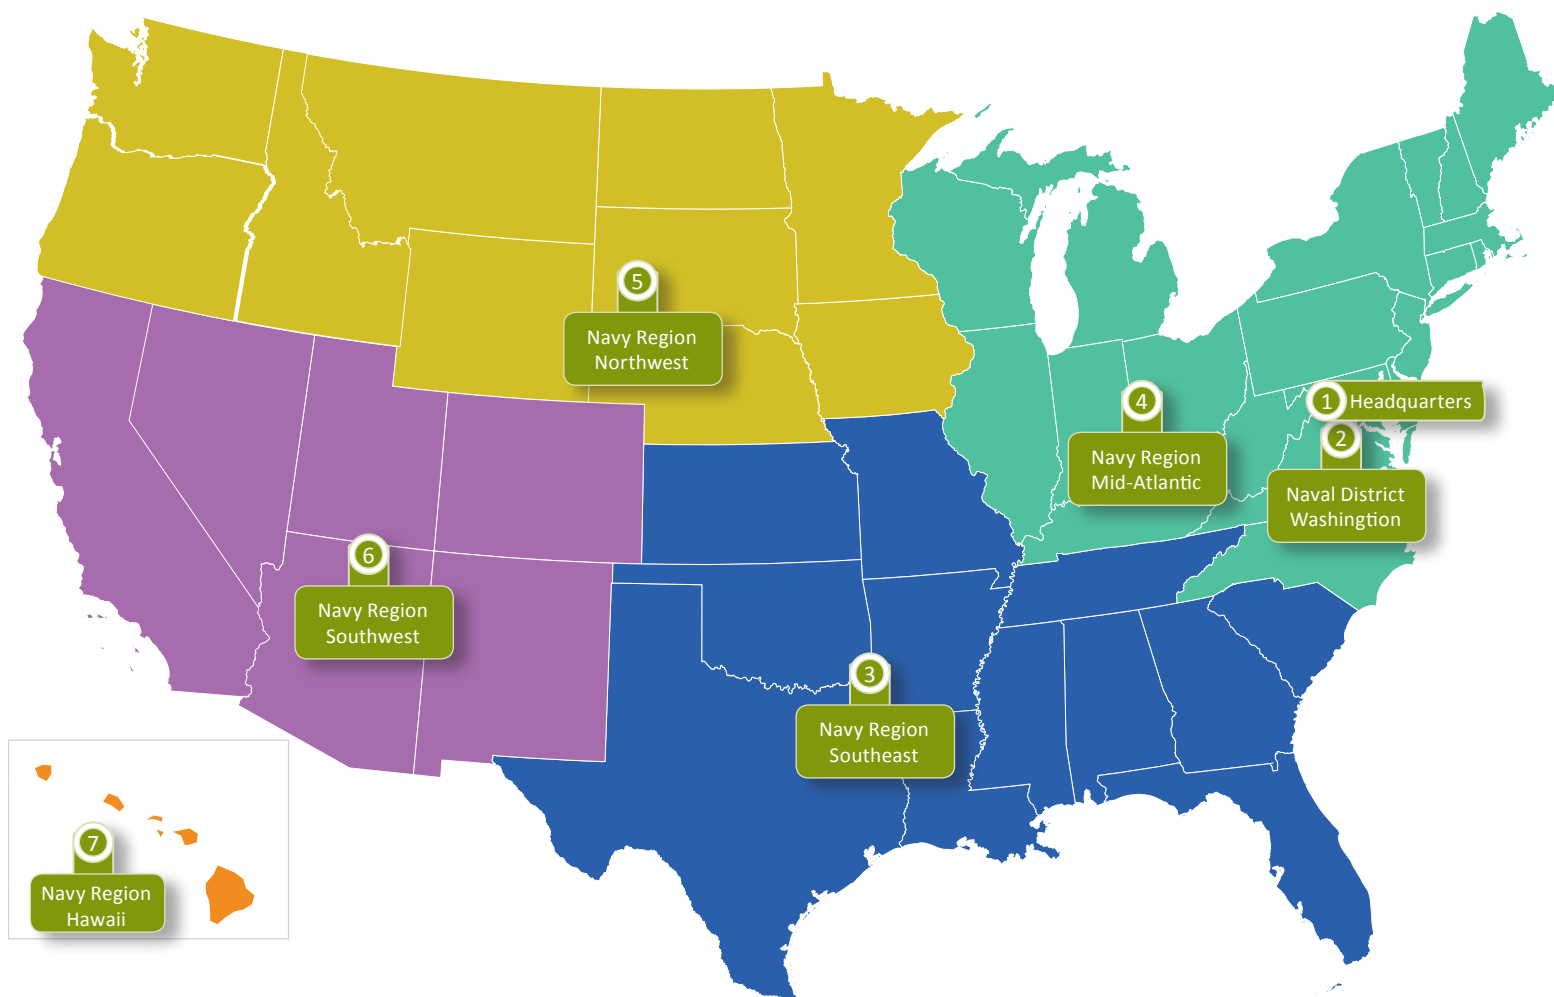 1 Headquarters
2
Naval District
Washingtion
3
Navy Region
Southeast
4
Navy Region
Mid-Atlantic
5
Navy Region
Northwest
6
Navy Region
Southwest
7
Navy Region
Hawaii